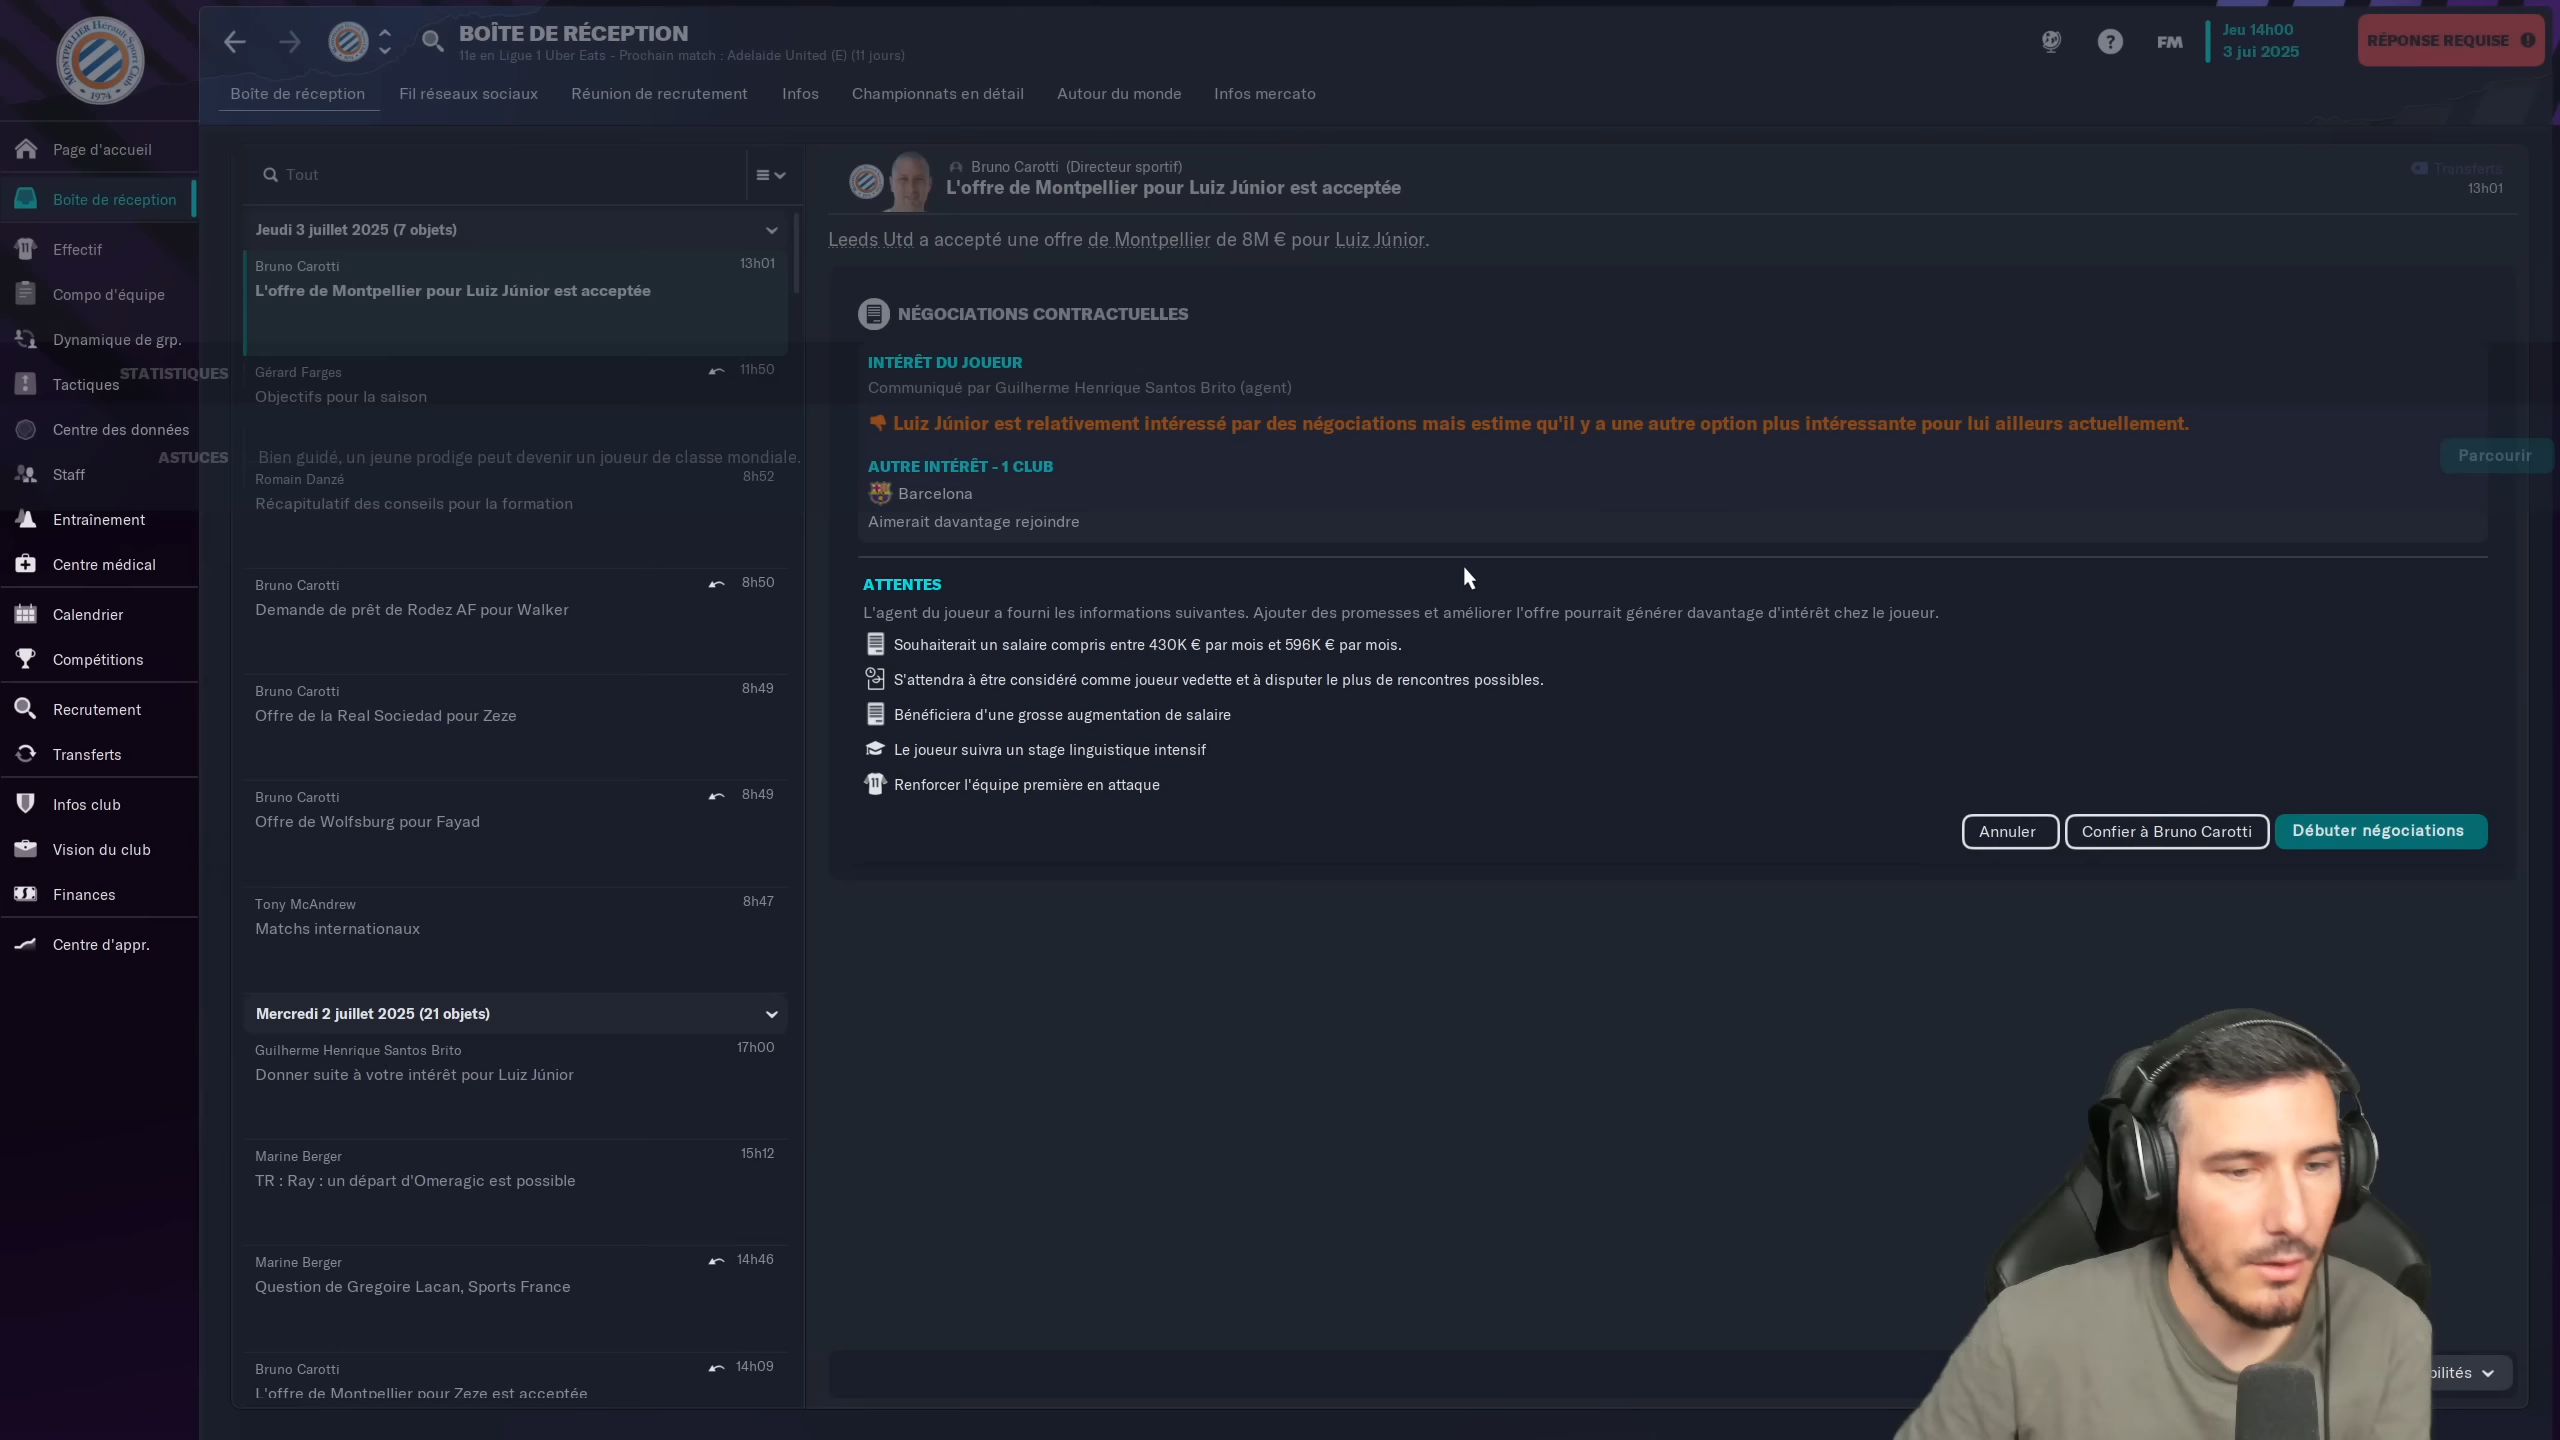 MONTPELLIER Hérault Sport Club
1974
BOÎTE DE RÉCEPTION
11e en Ligue 1 Uber Eats - Prochain match : Adelaide United (E) (11 jours)
FM
Jeu 14h00
3 jui 2025
RÉPONSE REQUISE
Boîte de réception
Fil réseaux sociaux
Réunion de recrutement
Infos
Championnats en détail
Autour du monde
Infos mercato
Page d'accueil
Boîte de réception
Effectif
Compo d'équipe
Dynamique de grp.
Tactiques
Centre des données
Staff
Entraînement
Centre médical
Calendrier
Compétitions
Recrutement
Transferts
Infos club
Vision du club
Finances
Centre d'appr.
STATISTIQUES
ASTUCES
Bien guidé, un jeune prodige peut devenir un joueur de classe mondiale.
Parcourir
Tout
Jeudi 3 juillet 2025 (7 objets)
Bruno Carotti 13h01
L'offre de Montpellier pour Luiz Júnior est acceptée
Gérard Farges 11h50
Objectifs pour la saison
Romain Danzé 8h52
Récapitulatif des conseils pour la formation
Bruno Carotti 8h50
Demande de prêt de Rodez AF pour Walker
Bruno Carotti 8h49
Offre de la Real Sociedad pour Zeze
Bruno Carotti 8h49
Offre de Wolfsburg pour Fayad
Tony McAndrew 8h47
Matchs internationaux
Mercredi 2 juillet 2025 (21 objets)
Guilherme Henrique Santos Brito 17h00
Donner suite à votre intérêt pour Luiz Júnior
Marine Berger 15h12
TR : Ray : un départ d'Omeragic est possible
Marine Berger 14h46
Question de Gregoire Lacan, Sports France
Bruno Carotti 14h09
L'offre de Montpellier pour Zeze est acceptée
Bruno Carotti (Directeur sportif)
L'offre de Montpellier pour Luiz Júnior est acceptée
Transferts
13h01
Leeds Utd a accepté une offre de Montpellier de 8M € pour Luiz Júnior.
NÉGOCIATIONS CONTRACTUELLES
INTÉRÊT DU JOUEUR
Communiqué par Guilherme Henrique Santos Brito (agent)
Luiz Júnior est relativement intéressé par des négociations mais estime qu'il y a une autre option plus intéressante pour lui ailleurs actuellement.
AUTRE INTÉRÊT - 1 CLUB
Barcelona
Aimerait davantage rejoindre
ATTENTES
L'agent du joueur a fourni les informations suivantes. Ajouter des promesses et améliorer l'offre pourrait générer davantage d'intérêt chez le joueur.
Souhaiterait un salaire compris entre 430K € par mois et 596K € par mois.
S'attendra à être considéré comme joueur vedette et à disputer le plus de rencontres possibles.
Bénéficiera d'une grosse augmentation de salaire
Le joueur suivra un stage linguistique intensif
Renforcer l'équipe première en attaque
Annuler
Confier à Bruno Carotti
Débuter négociations